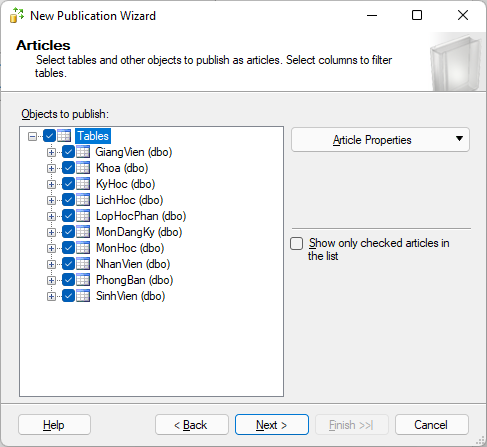 New Publication Wizard
Articles
Select tables and other objects to publish as articles. Select columns to filter
tables.
Objects to publish:
Tables
GiangVien (dbo)
Khoa (dbo)
KyHoc (dbo)
LichHoc (dbo)
LopHocPhan (dbo)
MonDangKy (dbo)
MonHoc (dbo)
NhanVien (dbo)
PhongBan (dbo)
SinhVien (dbo)
Article Properties
Show only checked articles in
the list
Help
< Back
Next >
Finish >>|
Cancel